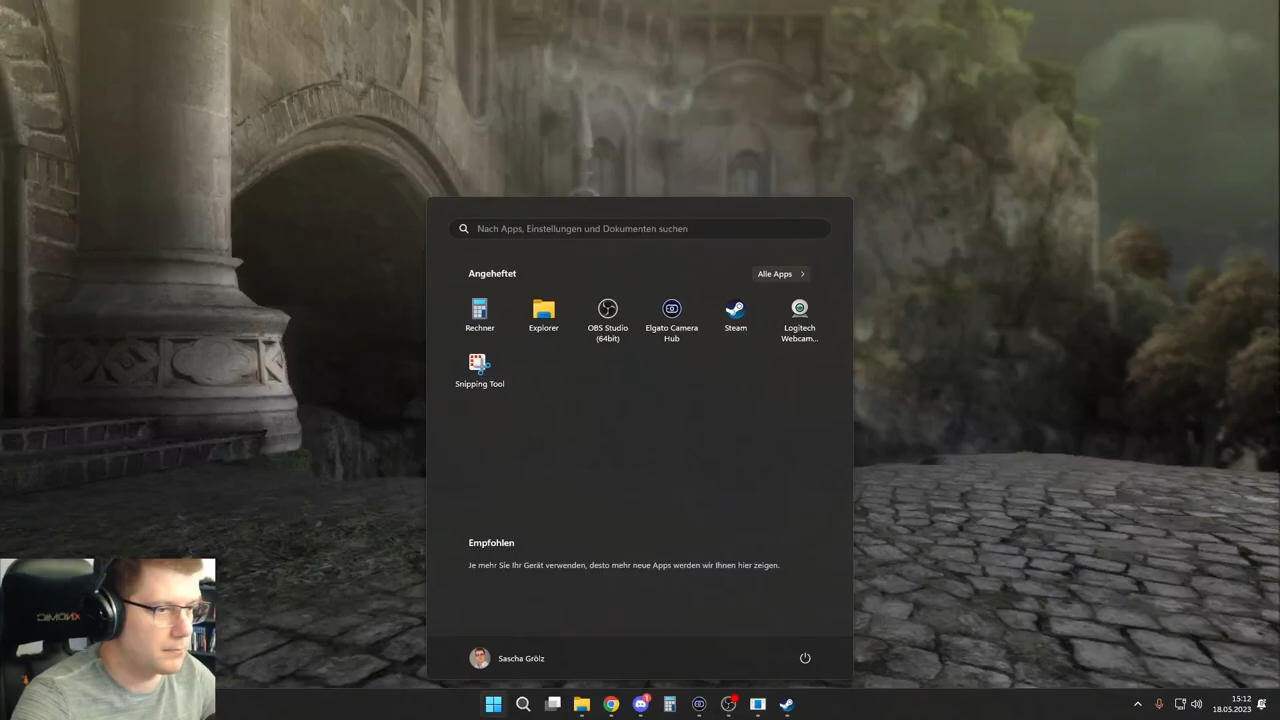 Nach Apps, Einstellungen und Dokumenten suchen
Angeheftet
Alle Apps
Rechner
Explorer
OBS Studio
(64bit)
Elgato Camera
Hub
Steam
Logitech
Webcam...
Snipping Tool
Empfohlen
Je mehr Sie Ihr Gerät verwenden, desto mehr neue Apps werden wir Ihnen hier zeigen.
Sascha Grölz
1
15:12
18.05.2023